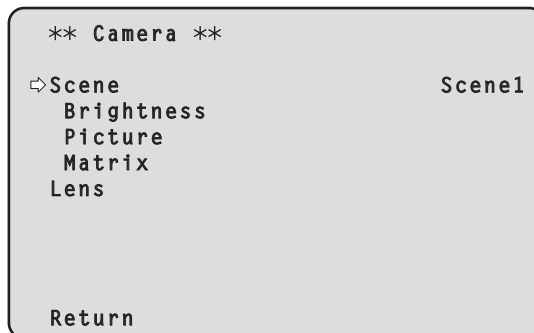 ** Camera **
⇨Scene Scene1
Brightness
Picture
Matrix
Lens
Return